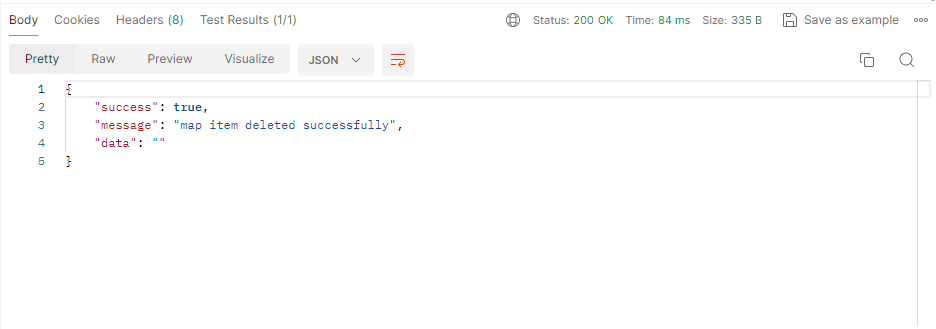 Body Cookies Headers (8) Test Results (1/1) Status: 200 OK Time: 84 ms Size: 335 B Save as example
Pretty Raw Preview Visualize JSON
1 {
2 "success": true,
3 "message": "map item deleted successfully",
4 "data": ""
5 }